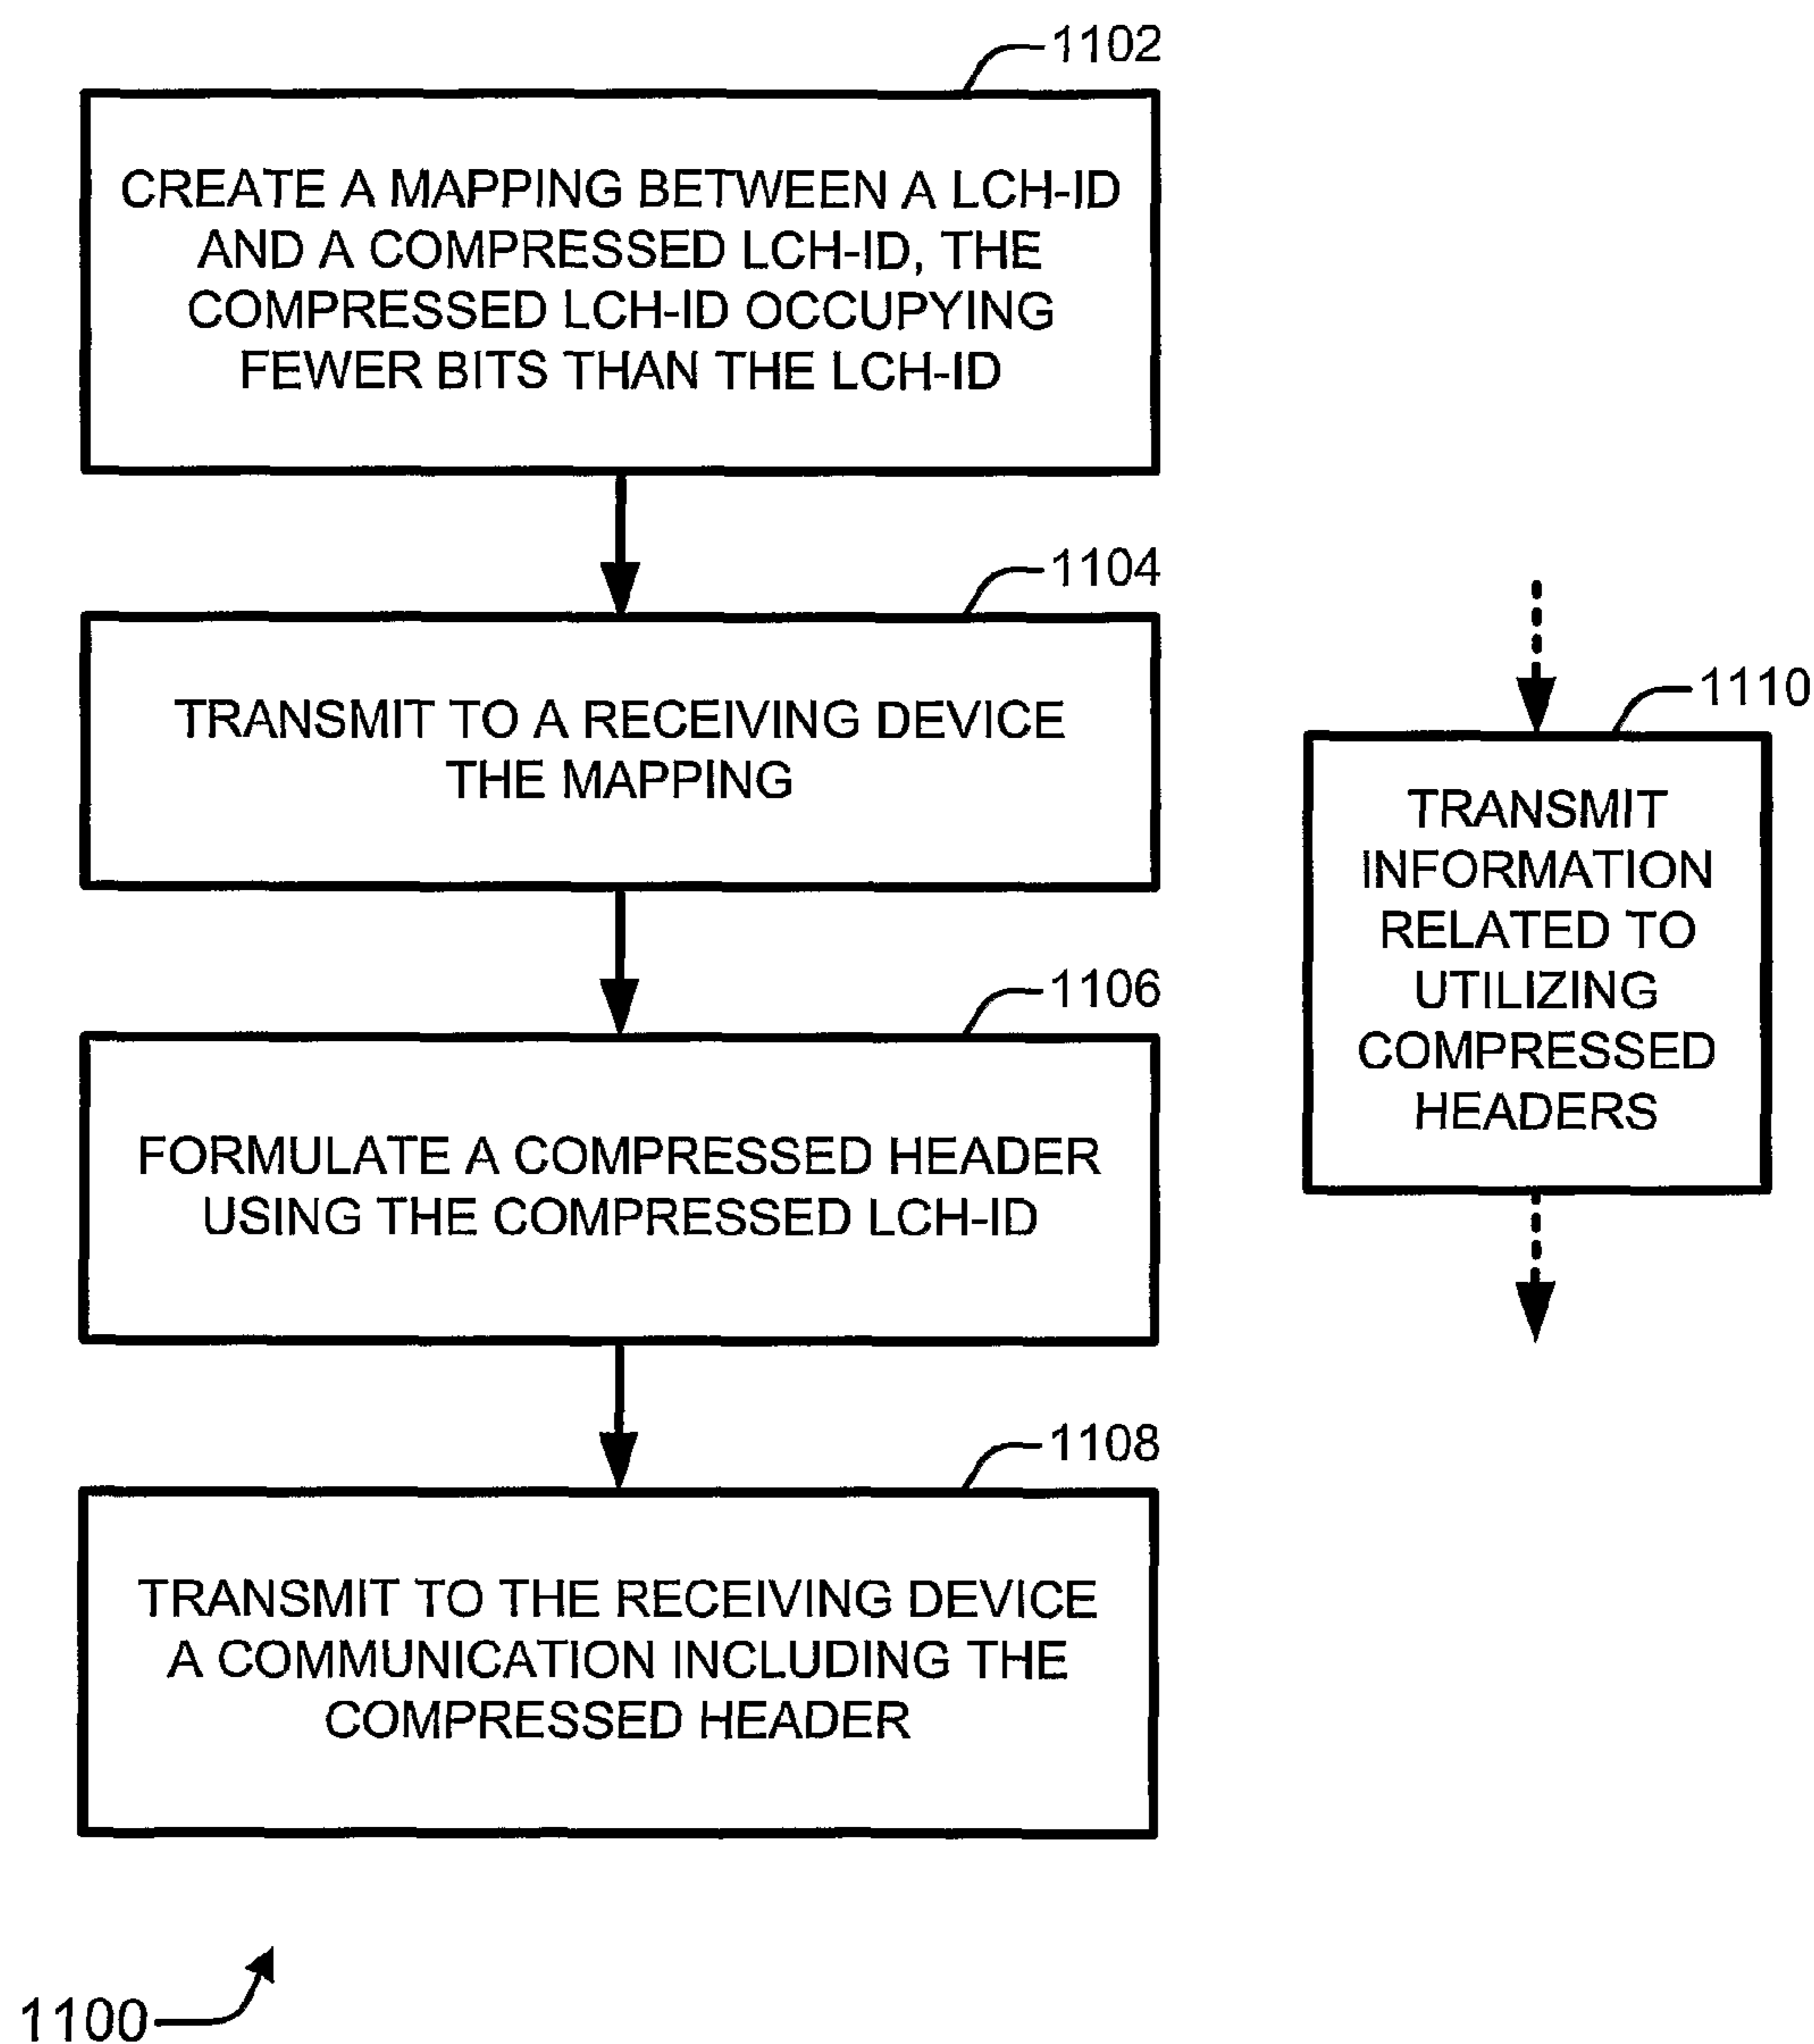 1102
CREATE A MAPPING BETWEEN A LCH-ID
AND A COMPRESSED LCH-ID, THE
COMPRESSED LCH-ID OCCUPYING
FEWER BITS THAN THE LCH-ID
1104
TRANSMIT TO A RECEIVING DEVICE
THE MAPPING
1106
FORMULATE A COMPRESSED HEADER
USING THE COMPRESSED LCH-ID
1108
TRANSMIT TO THE RECEIVING DEVICE
A COMMUNICATION INCLUDING THE
COMPRESSED HEADER
1110
TRANSMIT
INFORMATION
RELATED TO
UTILIZING
COMPRESSED
HEADERS
1100